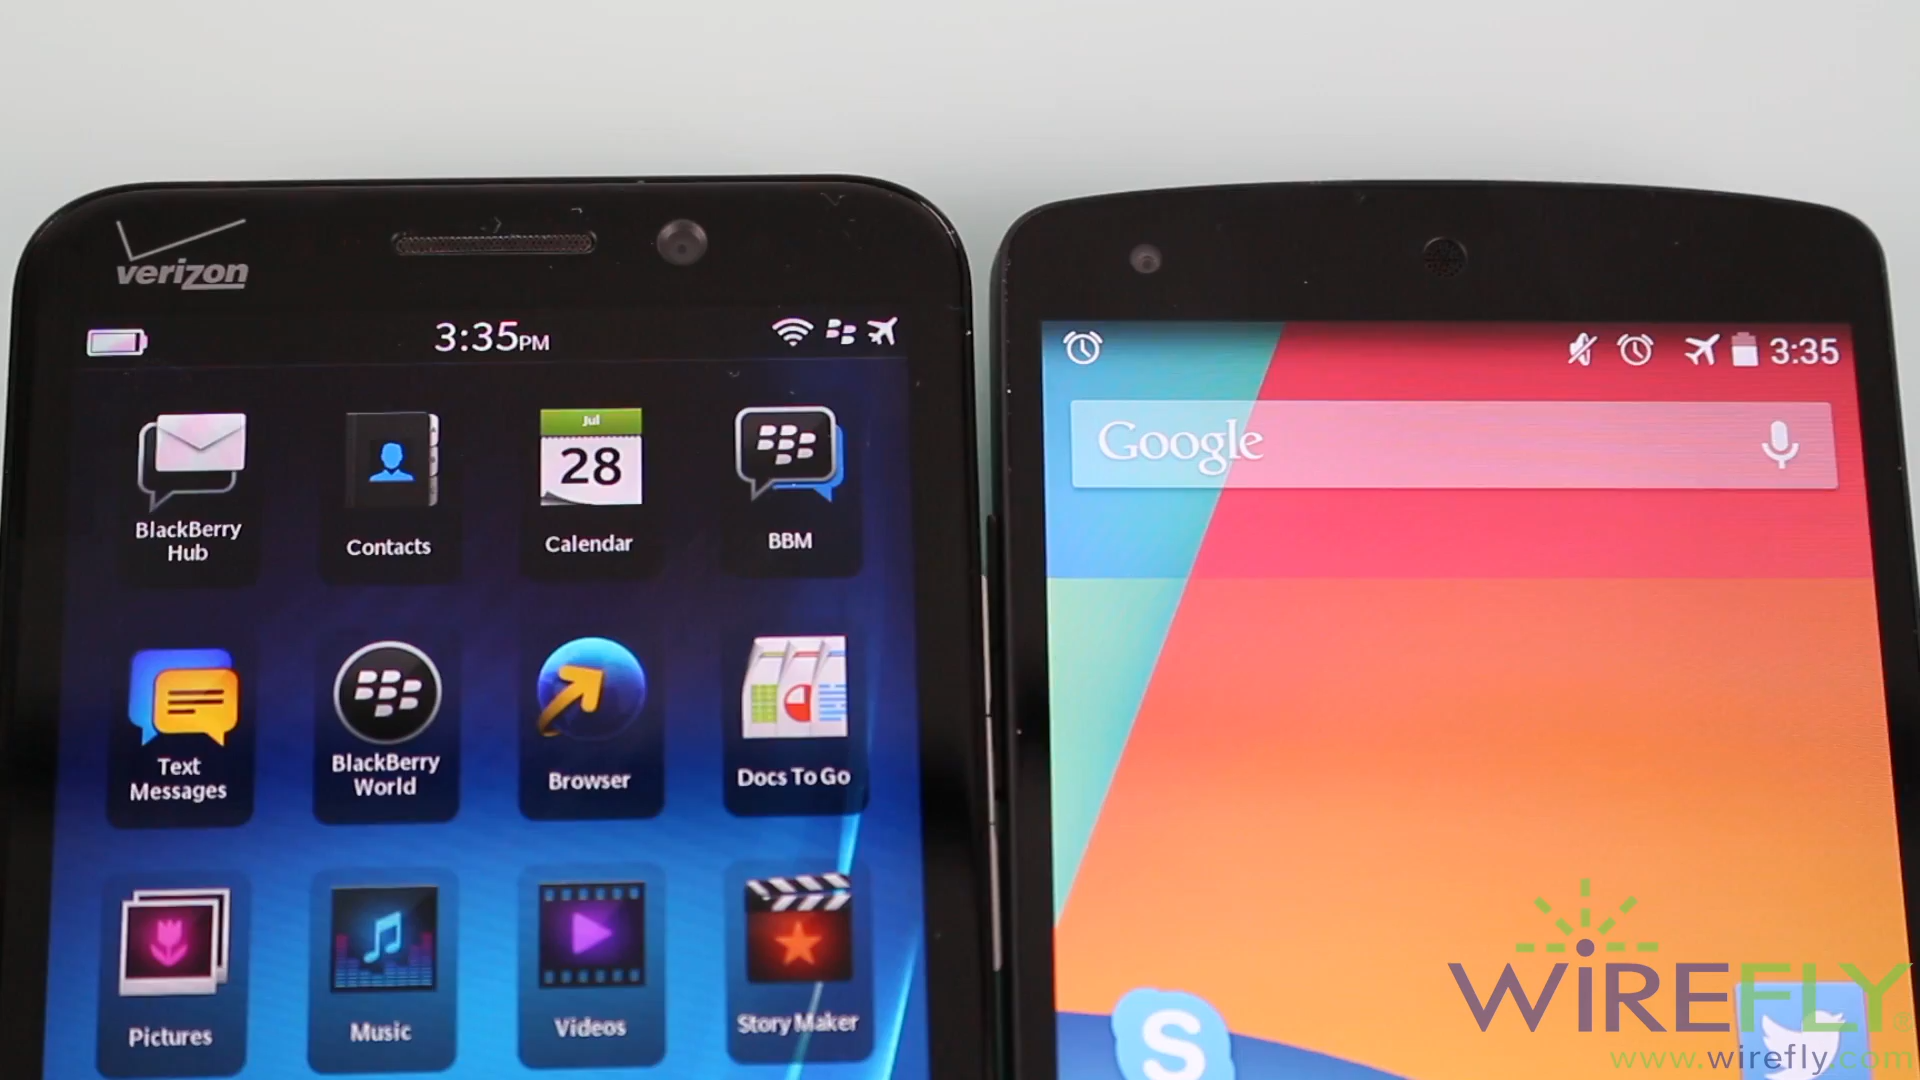 verizon
3:35PM
3:35
Google
Jul
28
BlackBerry
Hub
Contacts
Calendar
BBM
Text
Messages
BlackBerry
World
Browser
Docs To Go
Pictures
Music
Videos
Story Maker
S
WiREFLY®
www.wirefly.com